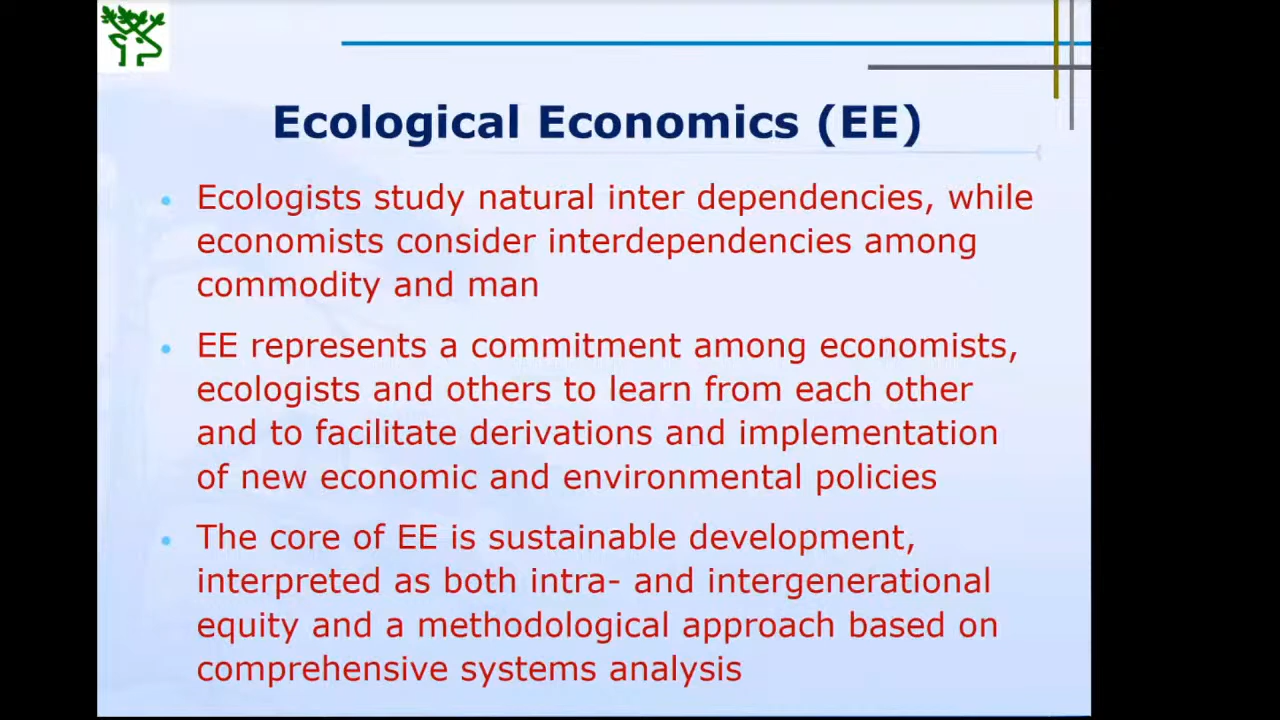 Ecological Economics (EE)
Ecologists study natural inter dependencies, while
economists consider interdependencies among
commodity and man
EE represents a commitment among economists,
ecologists and others to learn from each other
and to facilitate derivations and implementation
of new economic and environmental policies
The core of EE is sustainable development,
interpreted as both intra- and intergenerational
equity and a methodological approach based on
comprehensive systems analysis